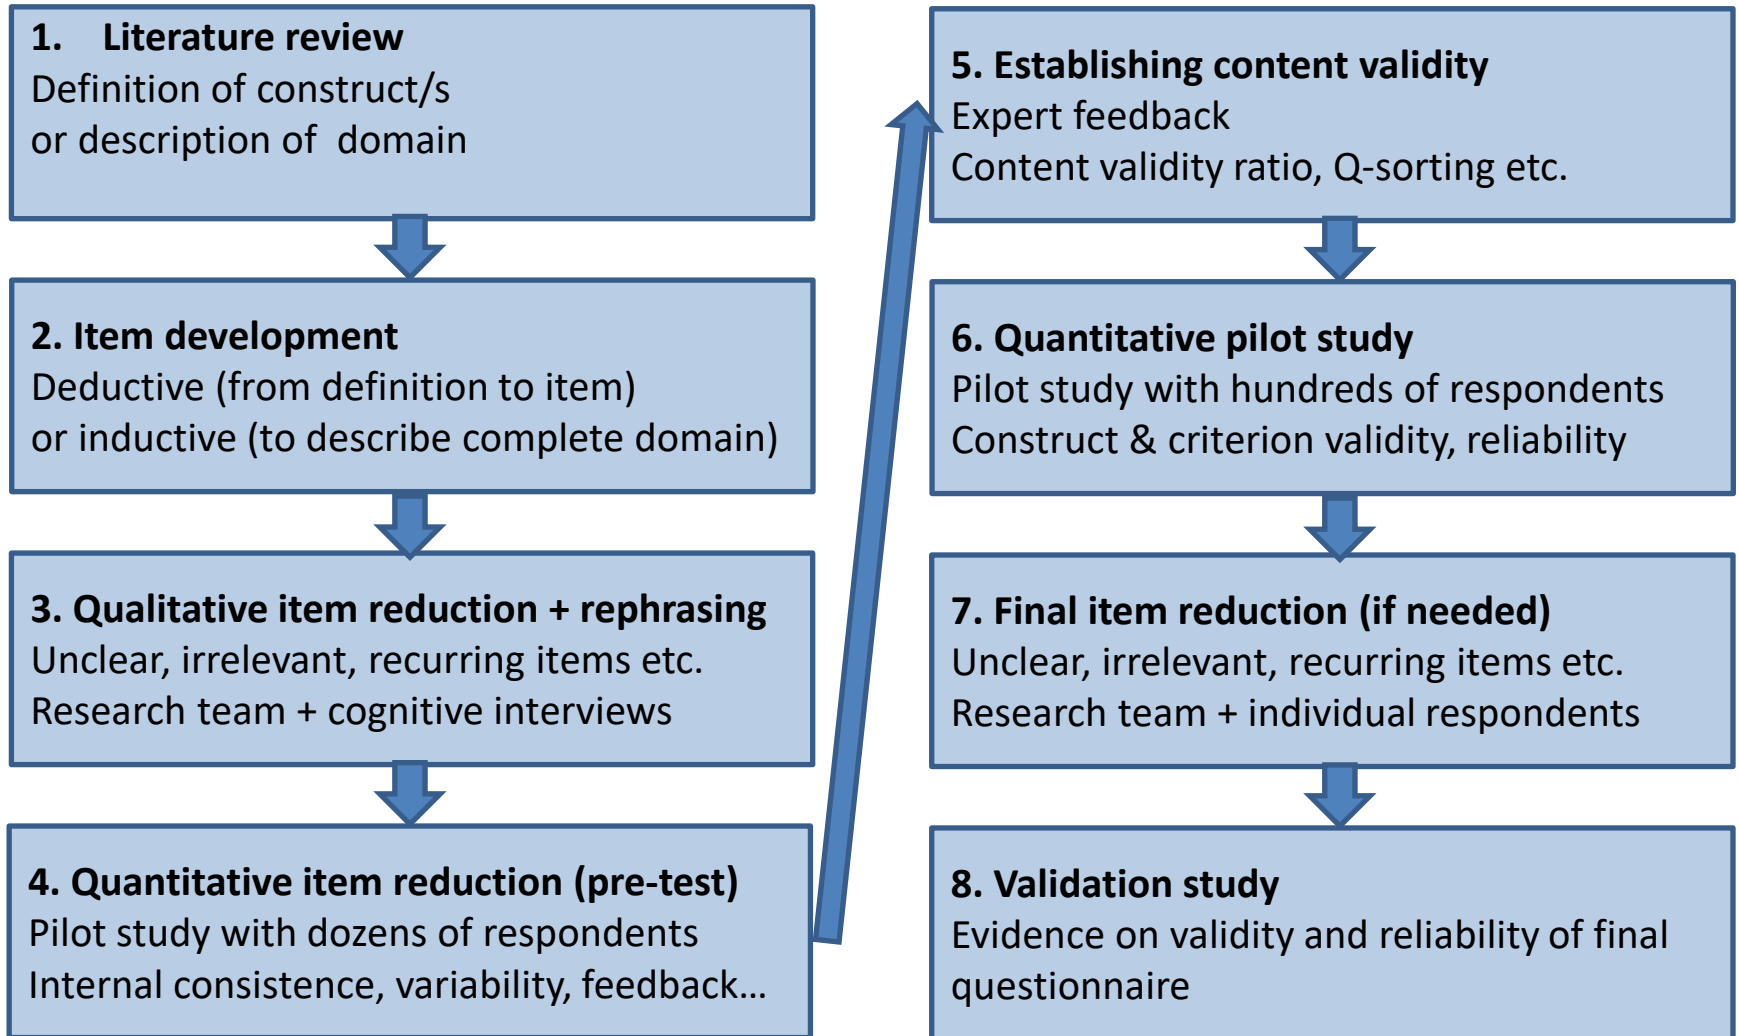 1. Literature review
Definition of construct/s
or description of domain
2. Item development
Deductive (from definition to item)
or inductive (to describe complete domain)
3. Qualitative item reduction + rephrasing
Unclear, irrelevant, recurring items etc.
Research team + cognitive interviews
4. Quantitative item reduction (pre-test)
Pilot study with dozens of respondents
Internal consistence, variability, feedback…
5. Establishing content validity
Expert feedback
Content validity ratio, Q-sorting etc.
6. Quantitative pilot study
Pilot study with hundreds of respondents
Construct & criterion validity, reliability
7. Final item reduction (if needed)
Unclear, irrelevant, recurring items etc.
Research team + individual respondents
8. Validation study
Evidence on validity and reliability of final
questionnaire